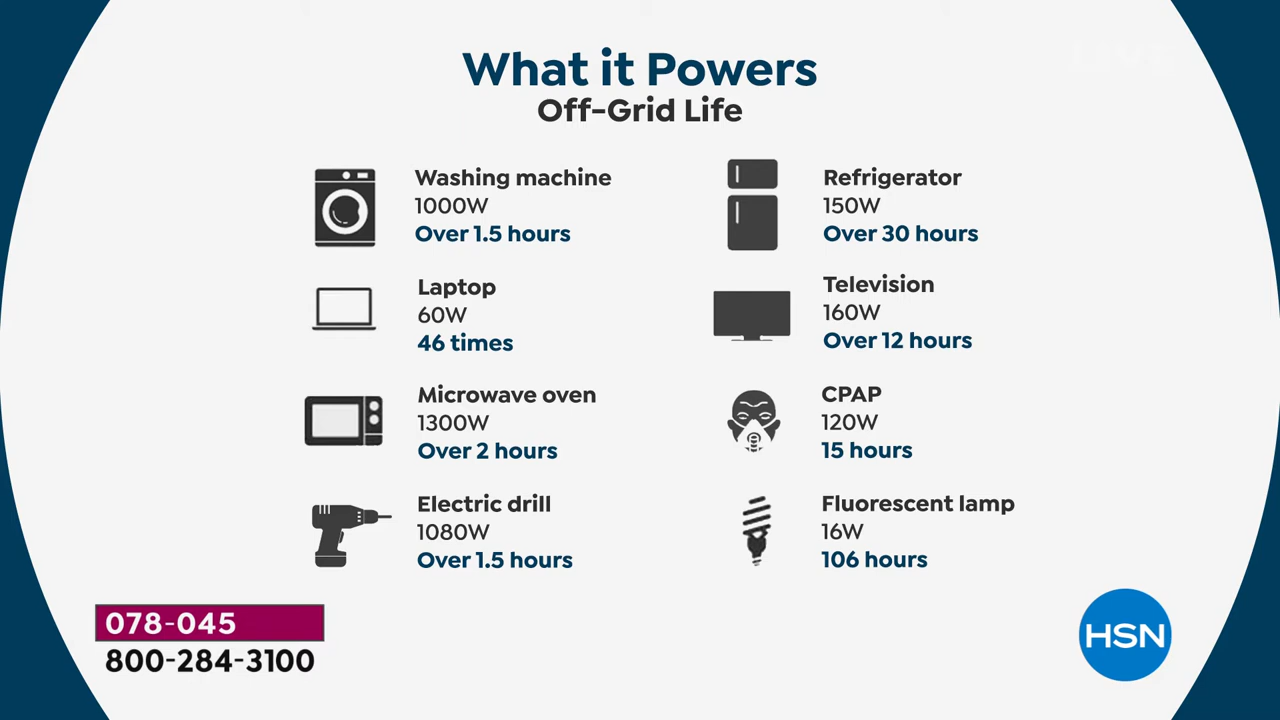 What it Powers
Off-Grid Life
Washing machine
1000W
Over 1.5 hours
Refrigerator
150W
Over 30 hours
Laptop
60W
46 times
Television
160W
Over 12 hours
Microwave oven
1300W
Over 2 hours
CPAP
120W
15 hours
Electric drill
1080W
Over 1.5 hours
Fluorescent lamp
16W
106 hours
078-045
800-284-3100
HSN